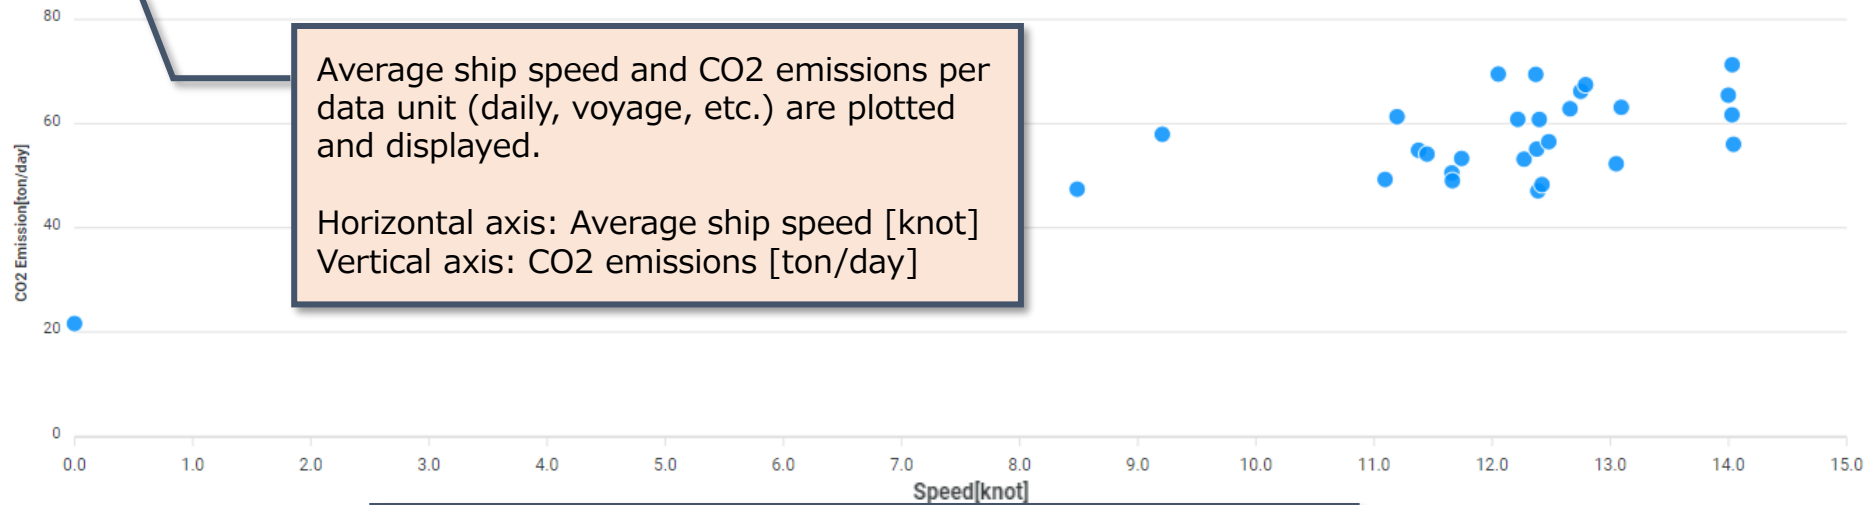 80
60
40
20
0
CO2 Emission[ton/day]
Average ship speed and CO2 emissions per
data unit (daily, voyage, etc.) are plotted
and displayed.
Horizontal axis: Average ship speed [knot]
Vertical axis: CO2 emissions [ton/day]
0.0 1.0 2.0 3.0 4.0 5.0 6.0 7.0 8.0 9.0 10.0 11.0 12.0 13.0 14.0 15.0
Speed[knot]